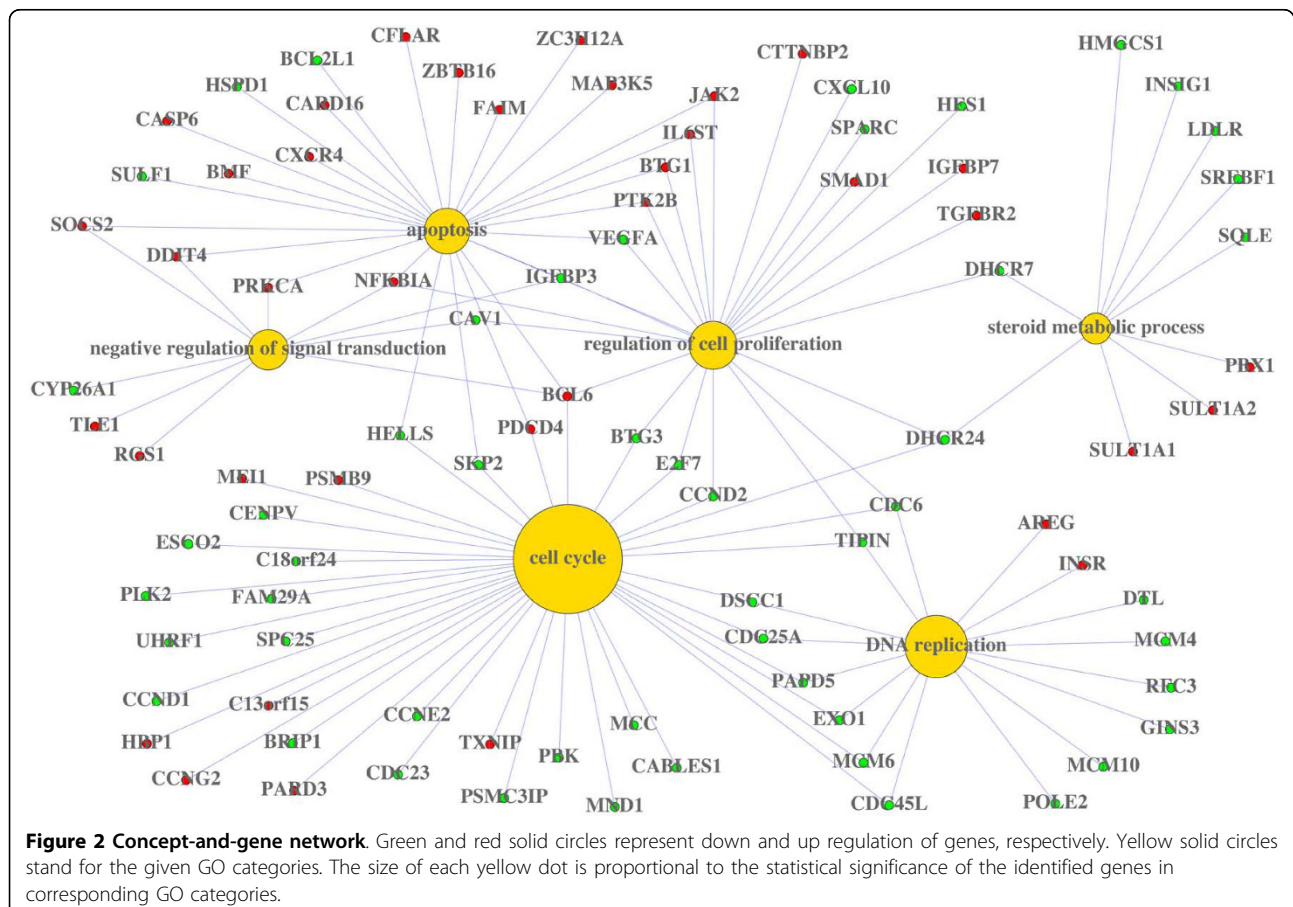 CFLAR
ZC3H12A
CTTNBP2
HMGCS1
BCL2L1
ZBTB16
MAP3K5
CXCL10
INSIG1
HSPD1
CARD16
FAIM
JAK2
HES1
CASP6
IL6ST
SPARC
LDLR
CXCR4
BTG1
IGFBP7
SULF1
BMF
SMAD1
SREBF1
PTK2B
TGFBR2
SOCS2
apoptosis
VEGFA
SQLE
DDIT4
IGFBP3
DHCR7
PRKCA
NFKBIA
CAV1
steroid metabolic process
negative regulation of signal transduction
regulation of cell proliferation
CYP26A1
PBX1
BCL6
SULT1A2
TLE1
PDCD4
HELLS
BTG3
DHCR24
RGS1
SULT1A1
SKP2
E2F7
MEI1
PSMB9
CCND2
CDC6
CENPV
AREG
ESCO2
TIPIN
C18orf24
cell cycle
INSR
PLK2
FAM29A
DSCC1
DTL
UHRF1
SPC25
CDC25A
DNA replication
MCM4
PAPD5
RFC3
CCND1
C13orf15
CCNE2
MCC
EXO1
GINS3
HBP1
BRIP1
TXNIP
PBK
CABLES1
MCM6
MCM10
CCNG2
CDC23
PARD3
PSMC3IP
MND1
CDC45L
POLE2
Figure 2 Concept-and-gene network. Green and red solid circles represent down and up regulation of genes, respectively. Yellow solid circles
stand for the given GO categories. The size of each yellow dot is proportional to the statistical significance of the identified genes in
corresponding GO categories.